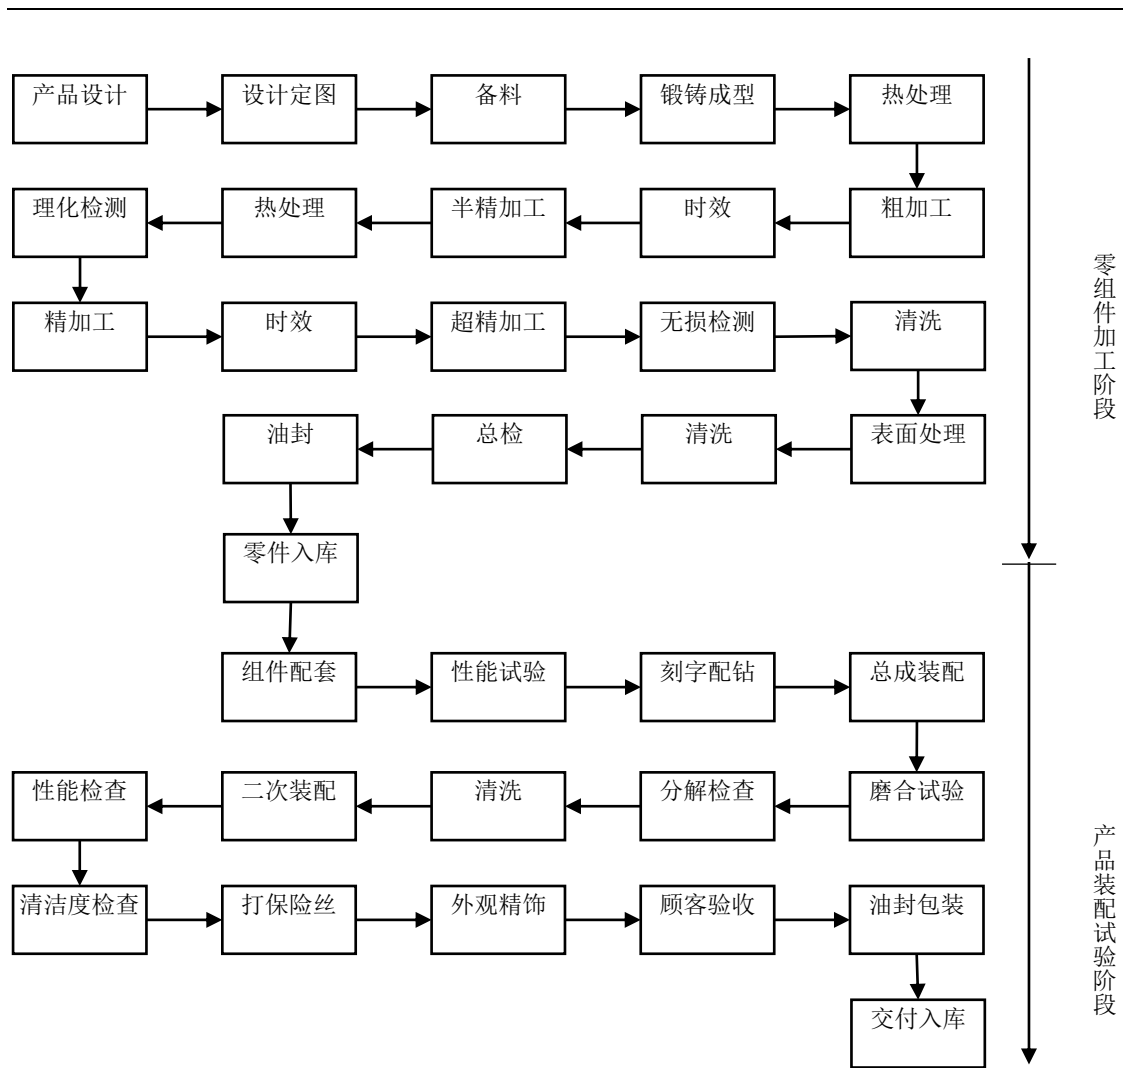 产品设计
设计定图
备料
锻铸成型
热处理
理化检测
热处理
半精加工
时效
粗加工
精加工
时效
超精加工
无损检测
清洗
油封
总检
清洗
表面处理
零件入库
零组件加工阶段
组件配套
性能试验
刻字配钻
总成装配
性能检查
二次装配
清洗
分解检查
磨合试验
清洁度检查
打保险丝
外观精饰
顾客验收
油封包装
交付入库
产品装配试验阶段